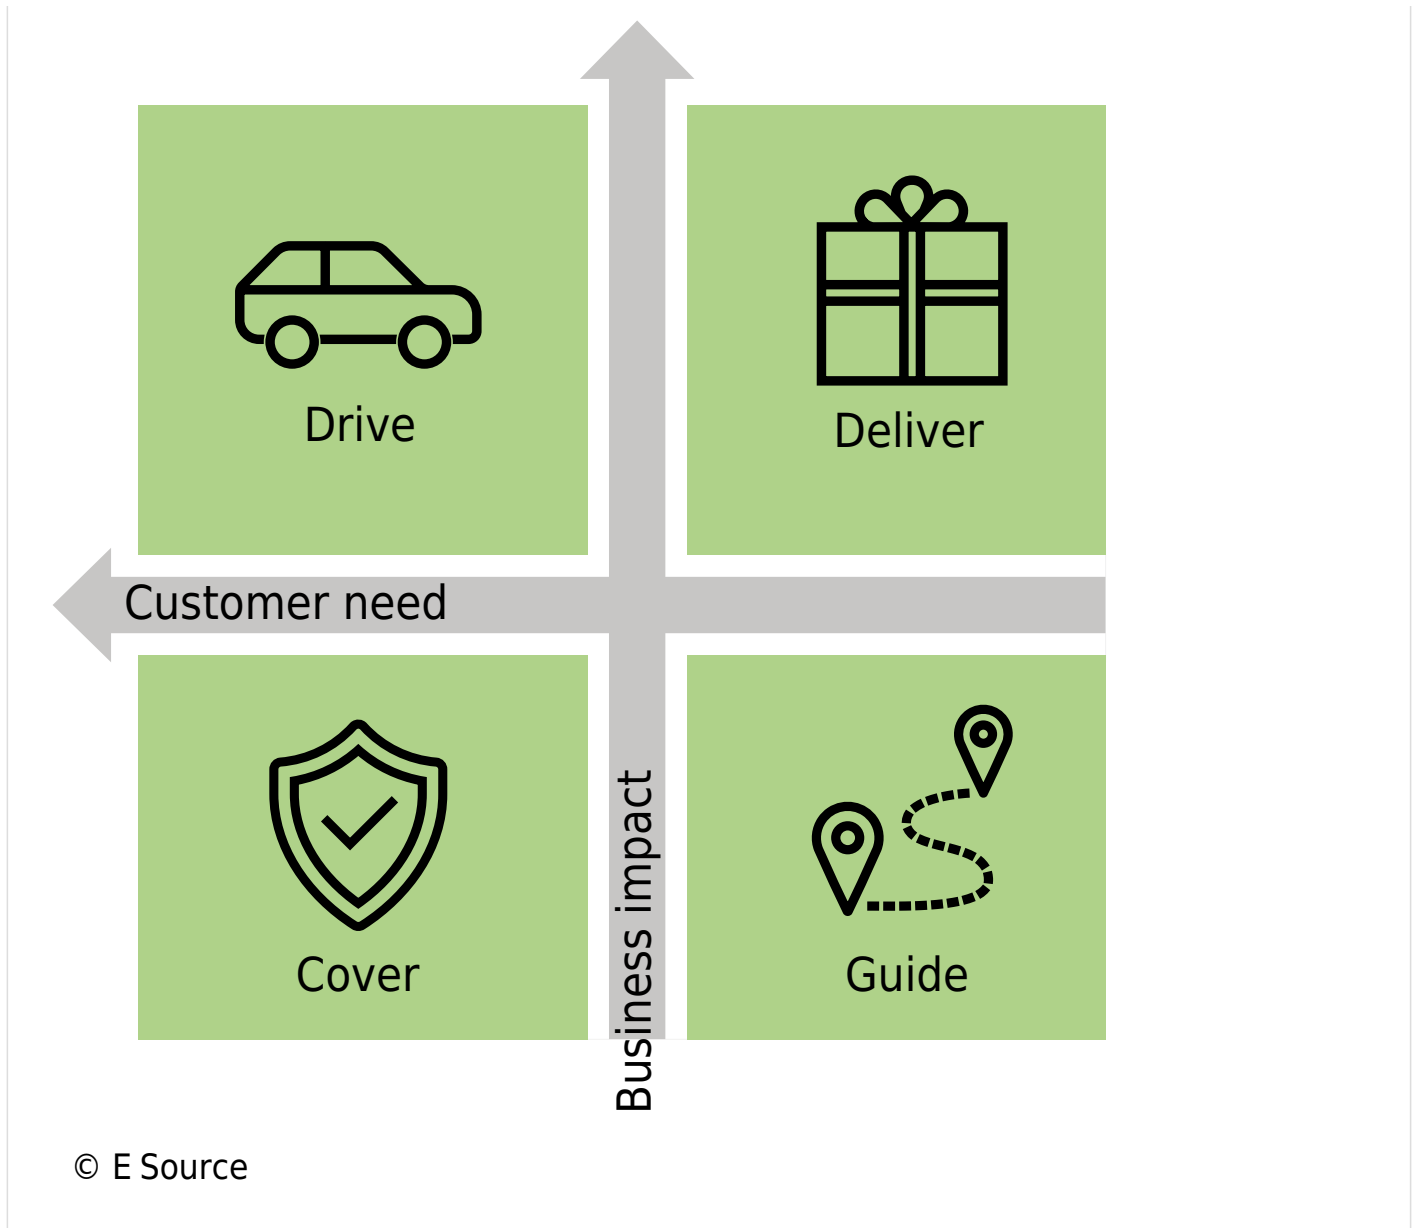 Drive
Deliver
Customer need
Cover
Guide
Business impact
© E Source